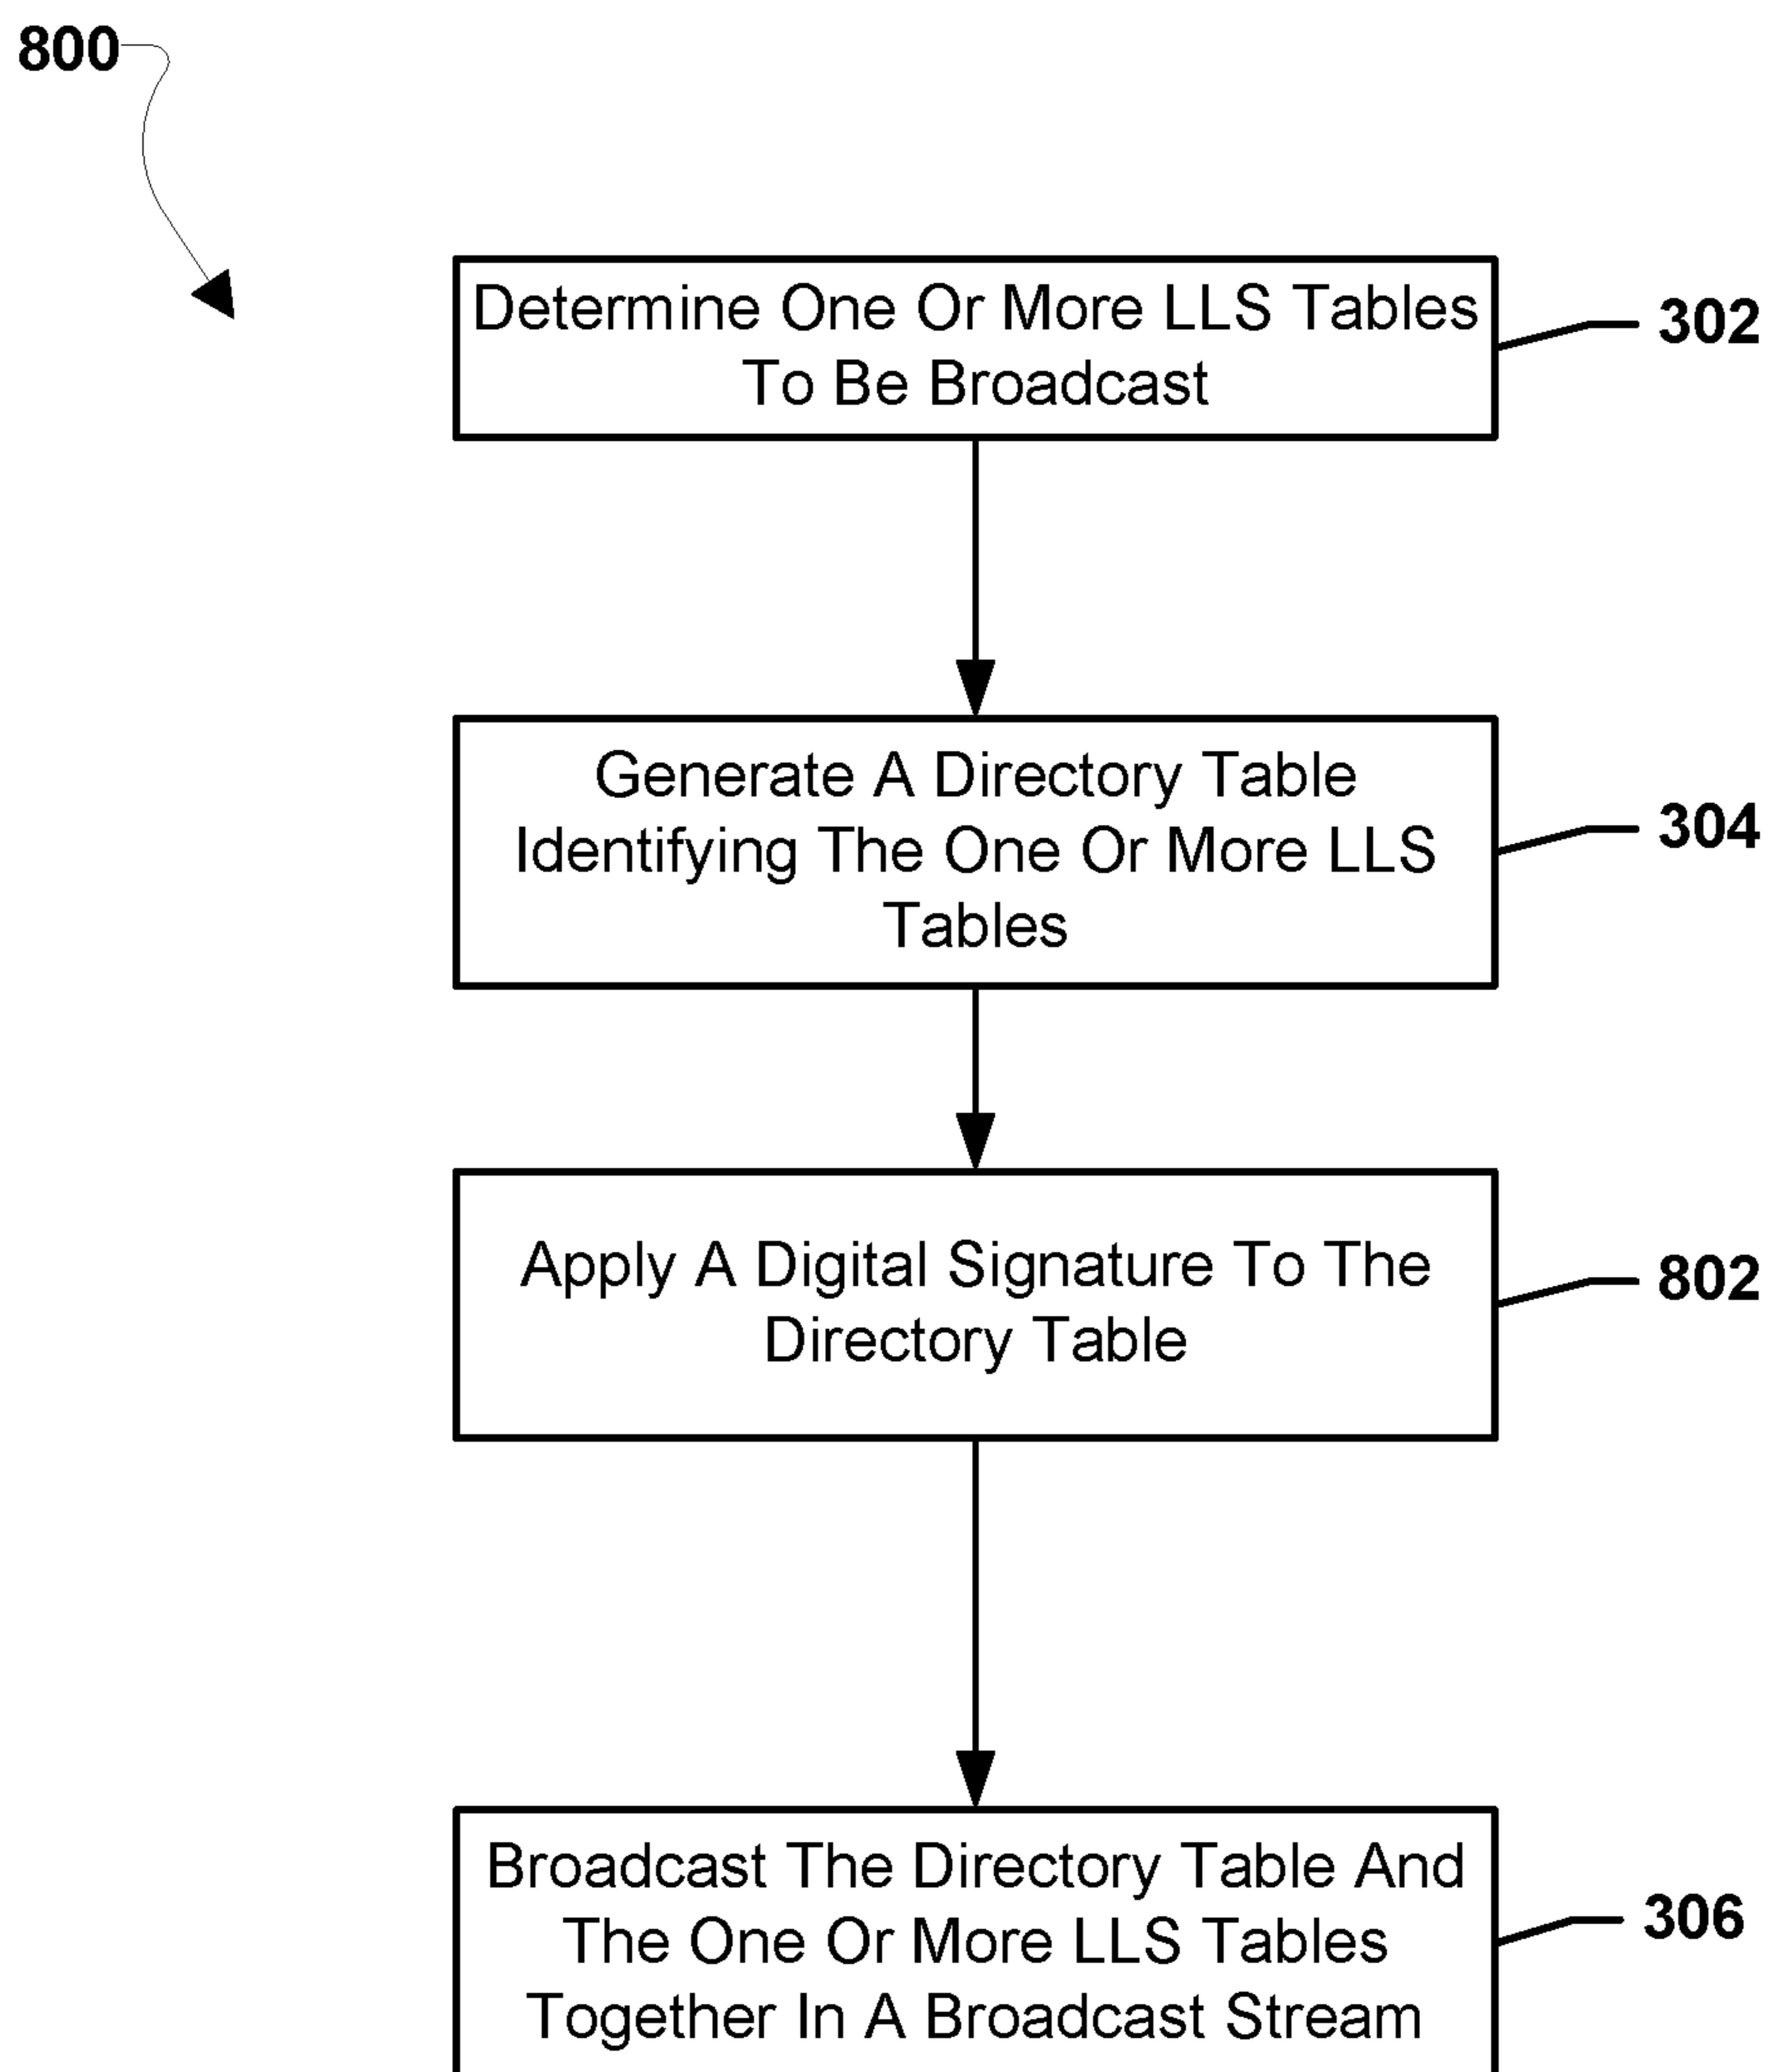 800
Determine One Or More LLS Tables
To Be Broadcast
302
Generate A Directory Table
Identifying The One Or More LLS
Tables
304
Apply A Digital Signature To The
Directory Table
802
Broadcast The Directory Table And
The One Or More LLS Tables
Together In A Broadcast Stream
306